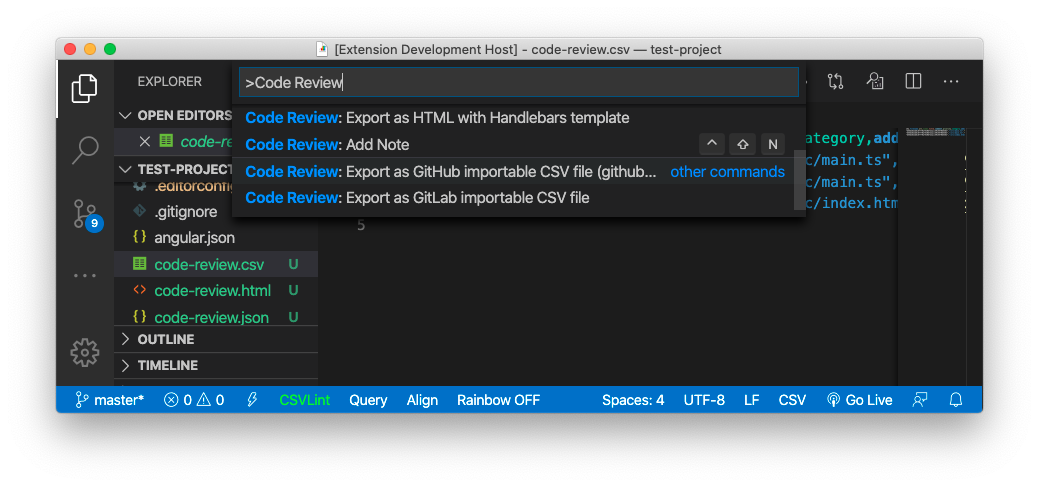 [Extension Development Host] - code-review.csv — test-project
EXPLORER
>Code Review
OPEN EDITORS
code-re
TEST-PROJECT
.editorconfig
.gitignore
angular.json
code-review.csv U
code-review.html U
code-review.json U
OUTLINE
TIMELINE
9
Code Review: Export as HTML with Handlebars template
Code Review: Add Note N
Code Review: Export as GitHub importable CSV file (github... other commands
Code Review: Export as GitLab importable CSV file
ategory,add
c/main.ts",
c/main.ts",
c/index.htm
5
master* 0 0 CSVLint Query Align Rainbow OFF Spaces: 4 UTF-8 LF CSV Go Live